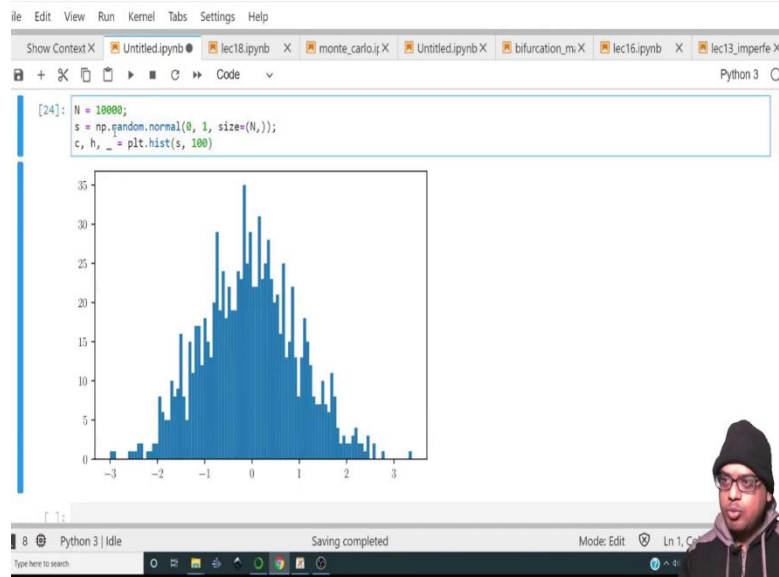 ile Edit View Run Kernel Tabs Settings Help
Show Context X Untitled.ipynb lec18.ipynb X monte_carlo.ip X Untitled.ipynb X bifurcation_ma X lec16.ipynb X lec13_imperfe X
Code Python 3
[24]: N = 10000;
s = np.random.normal(0, 1, size=(N,));
c, h, _ = plt.hist(s, 100)
35
30
25
20
15
10
5
0
−3 −2 −1 0 1 2 3
[ ]:
8 Python 3 | Idle Saving completed Mode: Edit Ln 1,
Type here to search